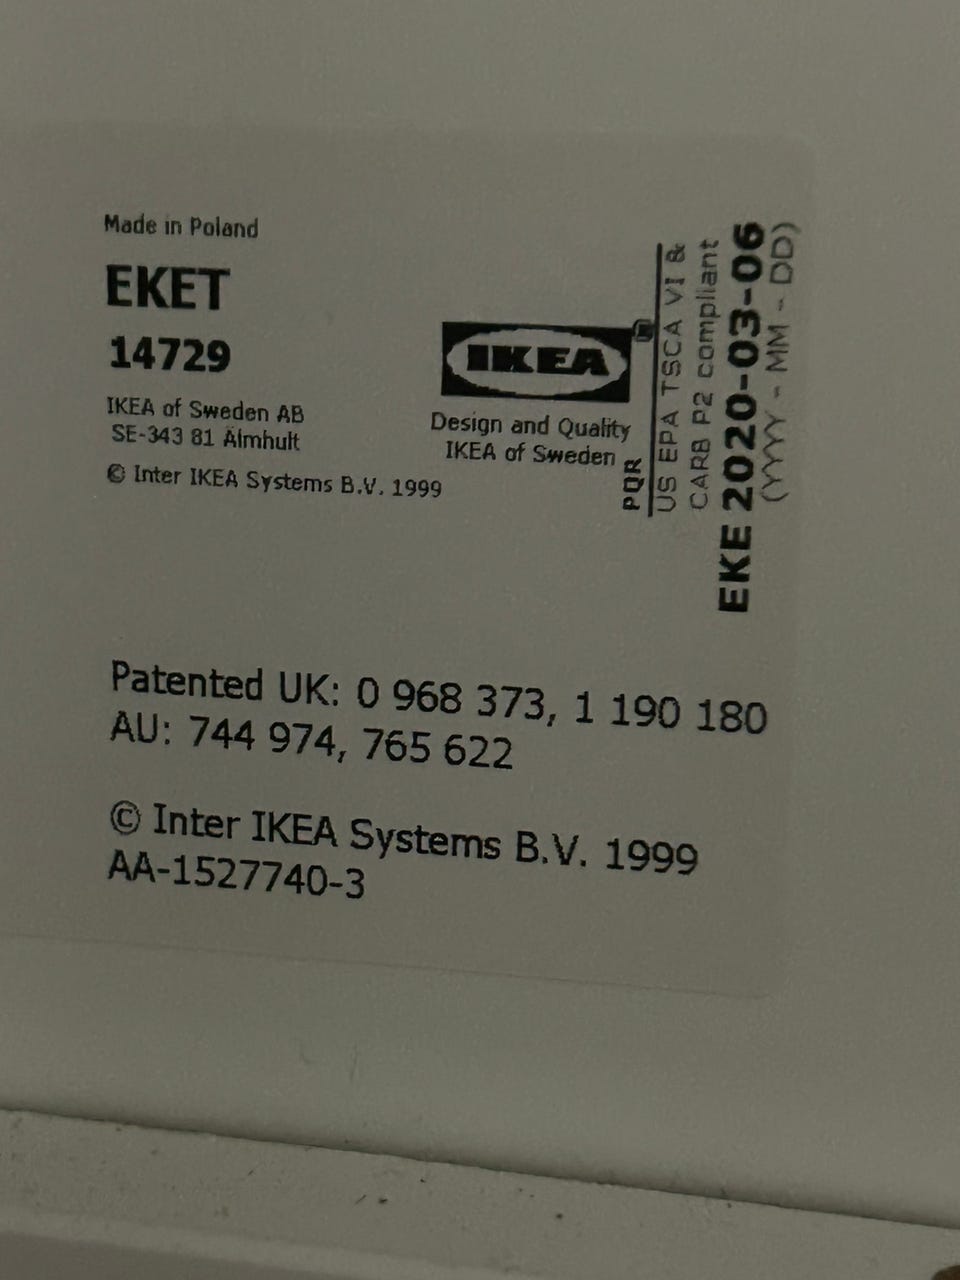 Made in Poland
EKET
14729
IKEA of Sweden AB
SE-343 81 Älmhult
© Inter IKEA Systems B.V. 1999
IKEA
Design and Quality
IKEA of Sweden
PQR
US EPA TSCA VI &
CARB P2 compliant
EKE 2020-03-06
(YYYY - MM - DD)
Patented UK: 0 968 373, 1 190 180
AU: 744 974, 765 622
© Inter IKEA Systems B.V. 1999
AA-1527740-3